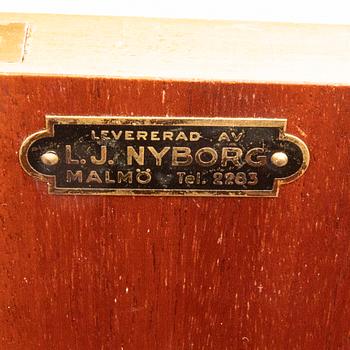 LEVERERAD AV
L.J. NYBORG
MALMÖ Tel. 2283